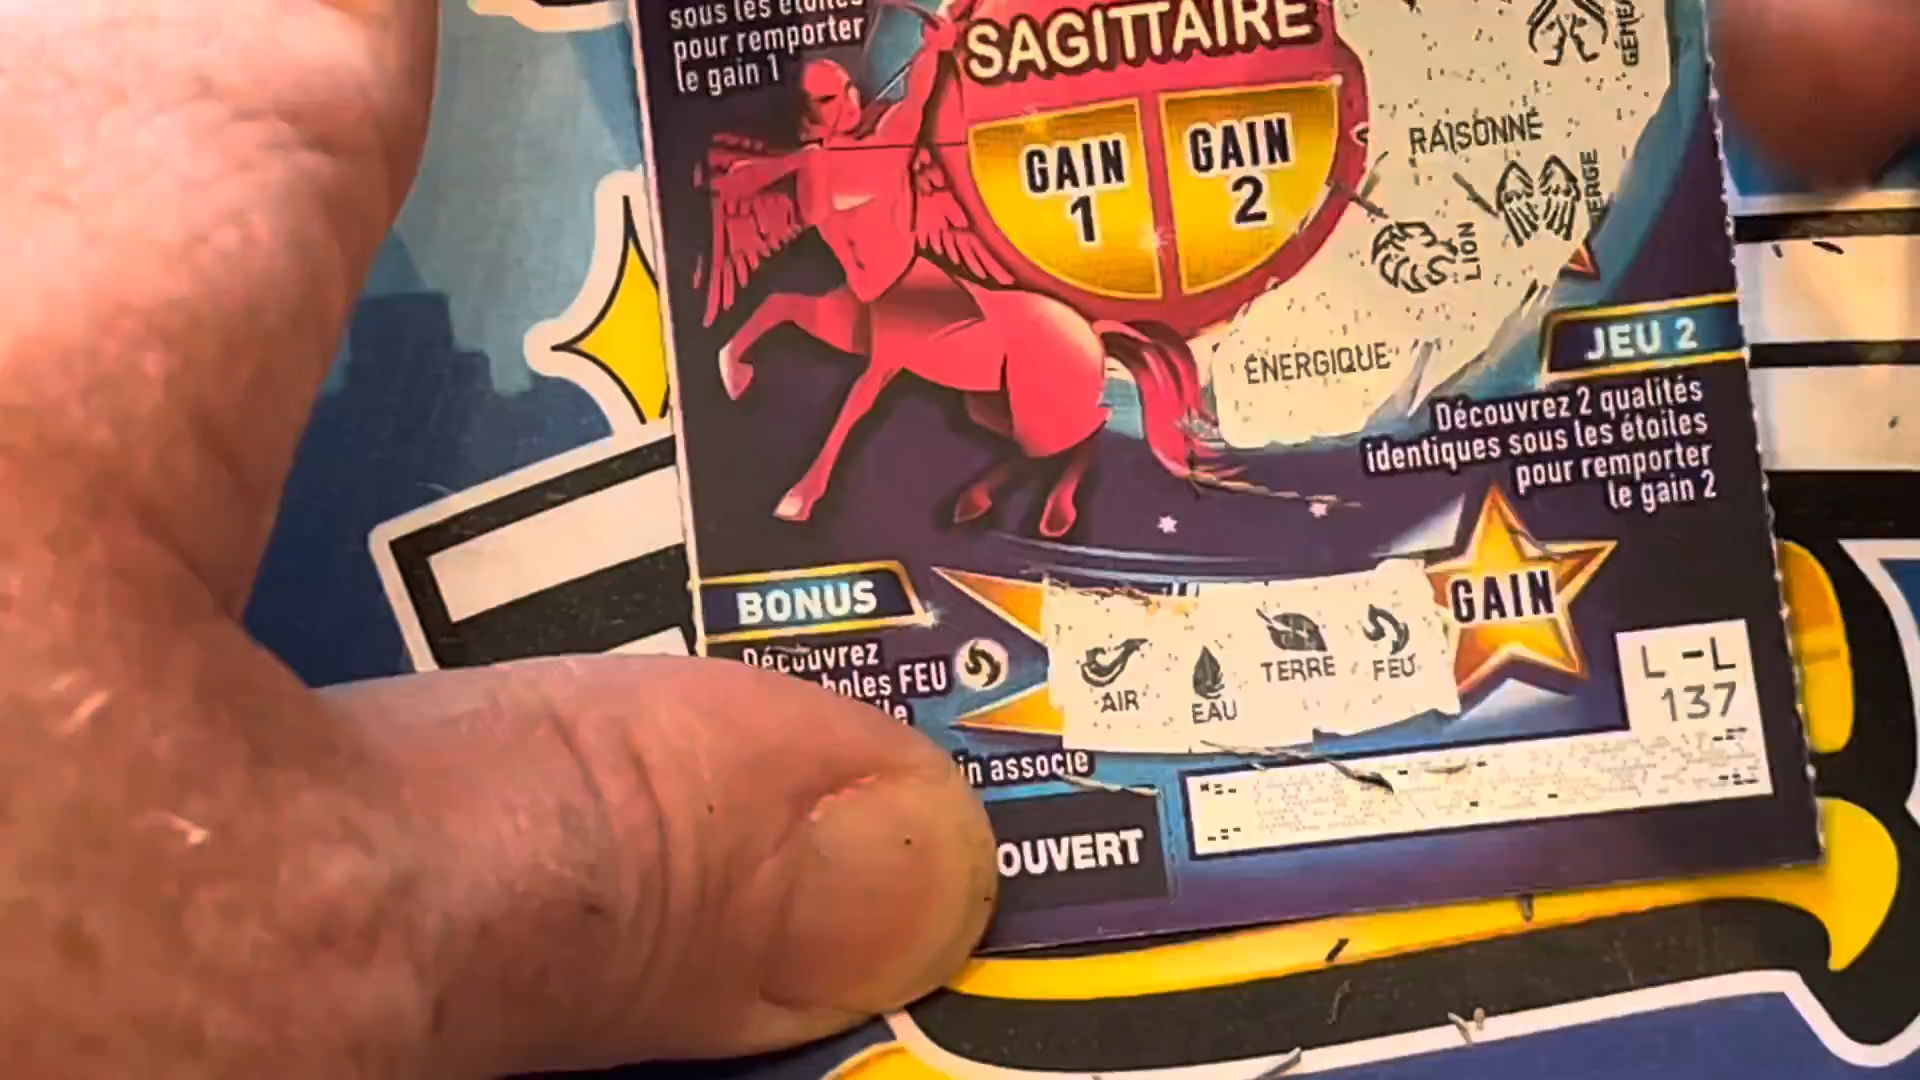 sous les étoiles
pour remporter
le gain 1
SAGITTAIRE
GAIN
1
GAIN
2
RAISONNÉ
LION
ÉNERGIQUE
JEU 2
Découvrez 2 qualités
identiques sous les étoiles
pour remporter
le gain 2
BONUS
Découvrez
FEU
AIR
EAU
TERRE
FEU
GAIN
associé
OUVERT
L-L
137